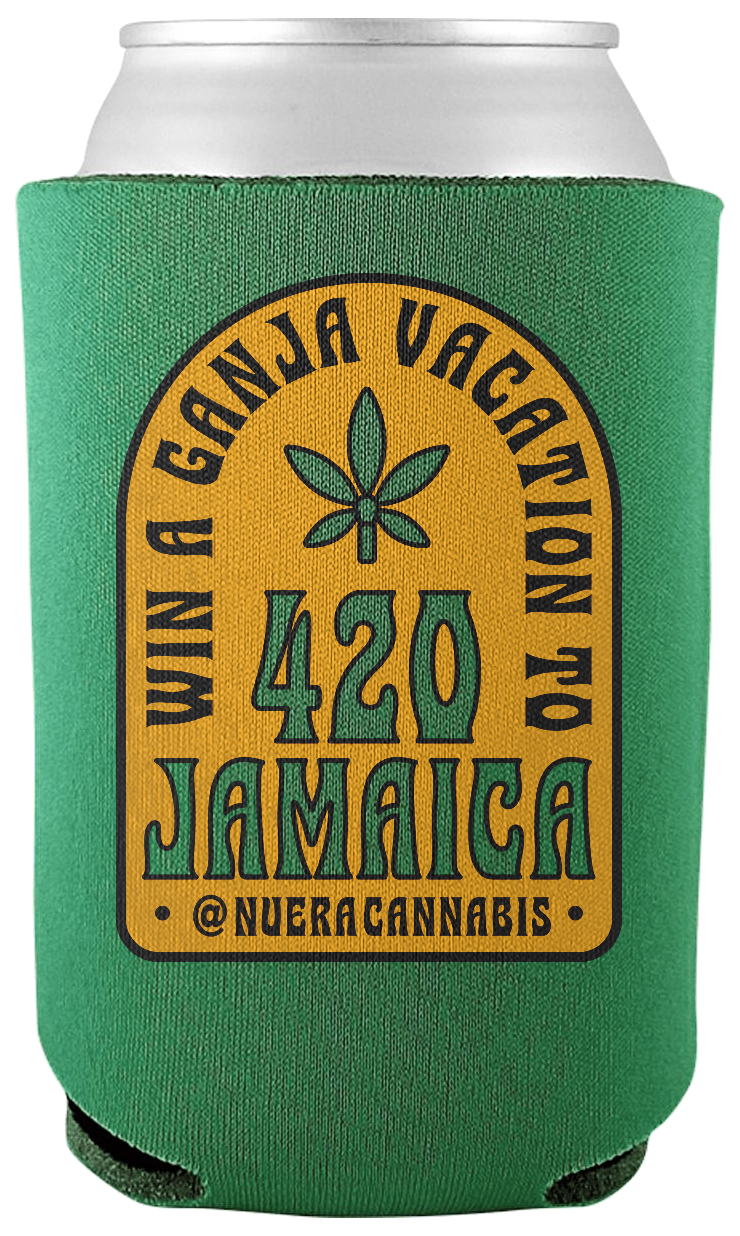 WIN A GANJA VACATION TO
420
JAMAICA
• @NUERACANNABIS •